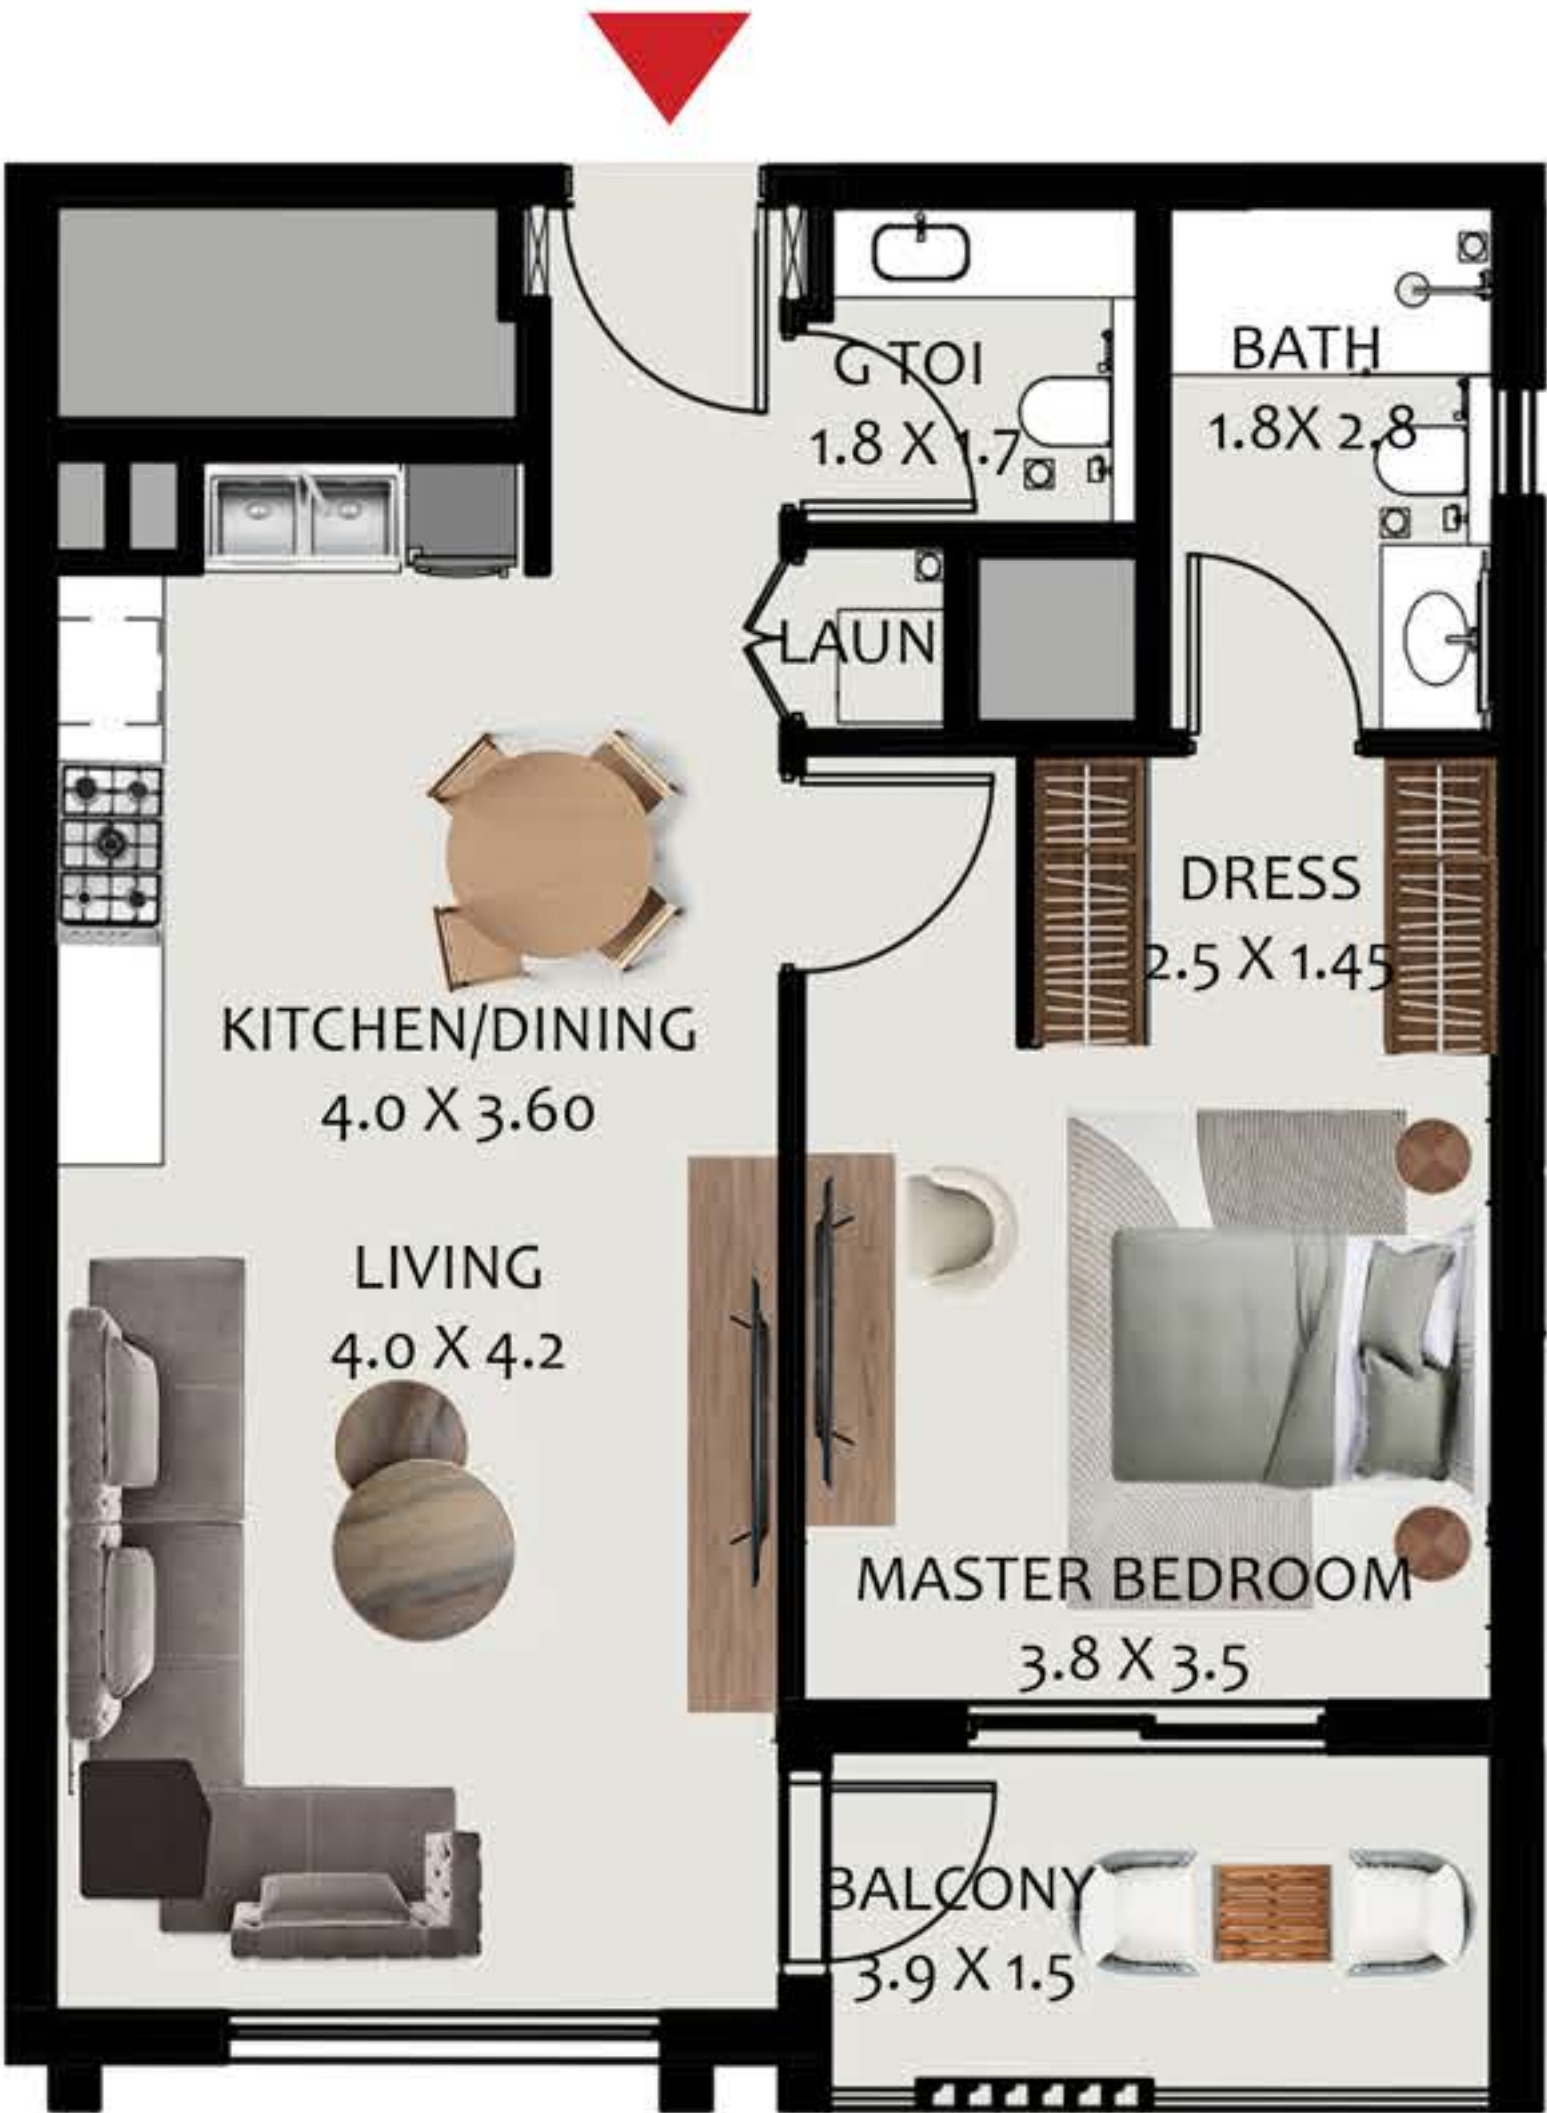 G TOI
1.8 X 1.7
BATH
1.8X 2.8
LAUN
DRESS
2.5 X 1.45
KITCHEN/DINING
4.0 X 3.60
LIVING
4.0 X 4.2
MASTER BEDROOM
3.8 X 3.5
BALCONY
3.9 X 1.5